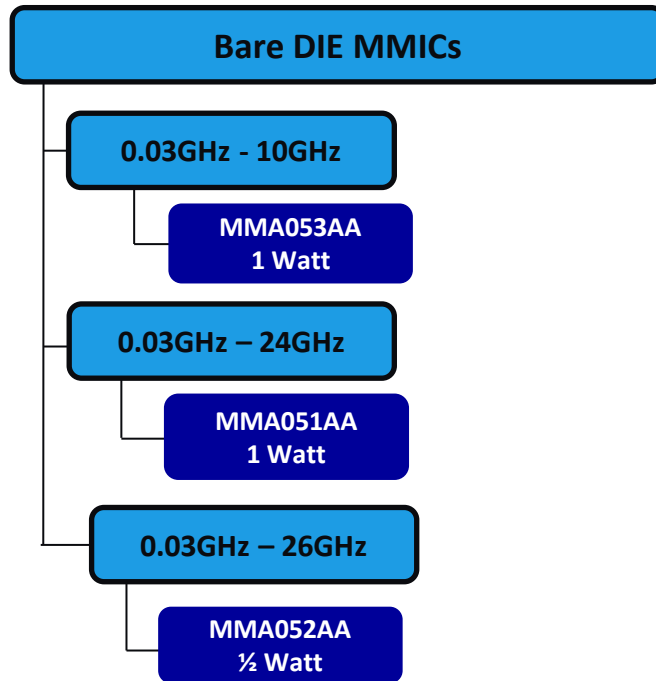 Bare DIE MMICs
0.03GHz - 10GHz
MMA053AA
1 Watt
0.03GHz – 24GHz
MMA051AA
1 Watt
0.03GHz – 26GHz
MMA052AA
½ Watt